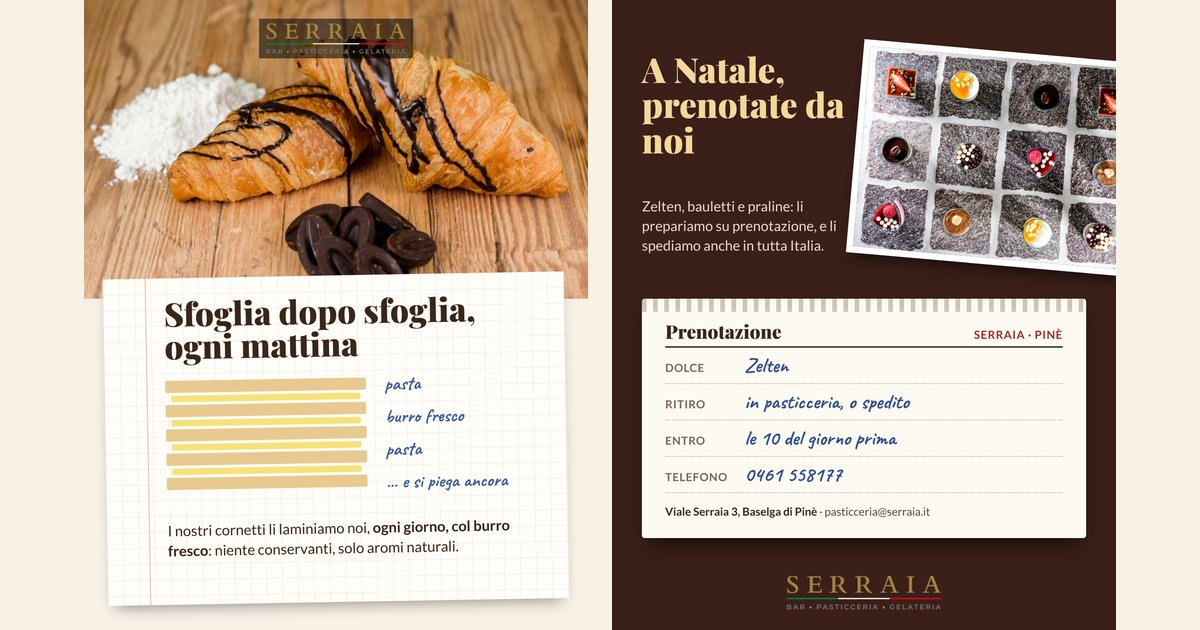 SERRAIA
BAR • PASTICCERIA • GELATERIA
Sfoglia dopo sfoglia,
ogni mattina
pasta
burro fresco
pasta
... e si piega ancora
I nostri cornetti li laminiamo noi, ogni giorno, col burro
fresco: niente conservanti, solo aromi naturali.
A Natale,
prenotate da
noi
Zelten, bauletti e praline: li
prepariamo su prenotazione, e li
spediamo anche in tutta Italia.
Prenotazione SERRAIA · PINÈ
DOLCE Zelten
RITIRO in pasticceria, o spedito
ENTRO le 10 del giorno prima
TELEFONO 0461 558177
Viale Serraia 3, Baselga di Pinè · pasticceria@serraia.it
SERRAIA
BAR • PASTICCERIA • GELATERIA